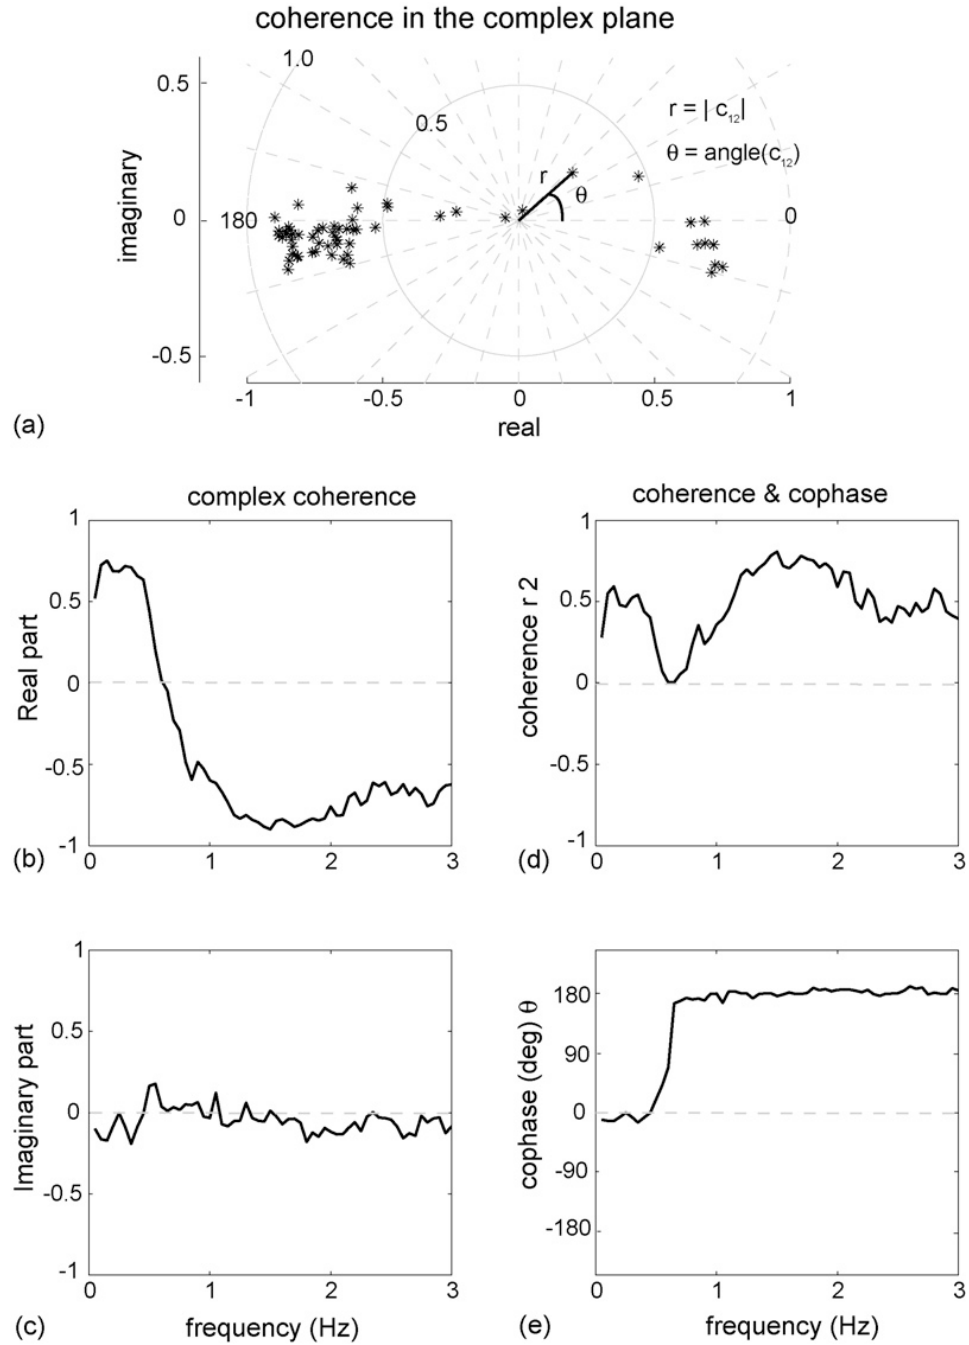 coherence in the complex plane
1.0
0.5
0.5
r = | c₁₂|
θ = angle(c₁₂)
r
θ
imaginary
0
180
0
-0.5
-1
-0.5
0
0.5
1
real
(a)
complex coherence
1
0.5
0
-0.5
-1
Real part
0
1
2
3
(b)
coherence & cophase
1
0.5
0
-0.5
-1
coherence r 2
0
1
2
3
(d)
1
0.5
0
-0.5
-1
Imaginary part
0
1
2
3
frequency (Hz)
(c)
180
90
0
-90
-180
cophase (deg) θ
0
1
2
3
frequency (Hz)
(e)